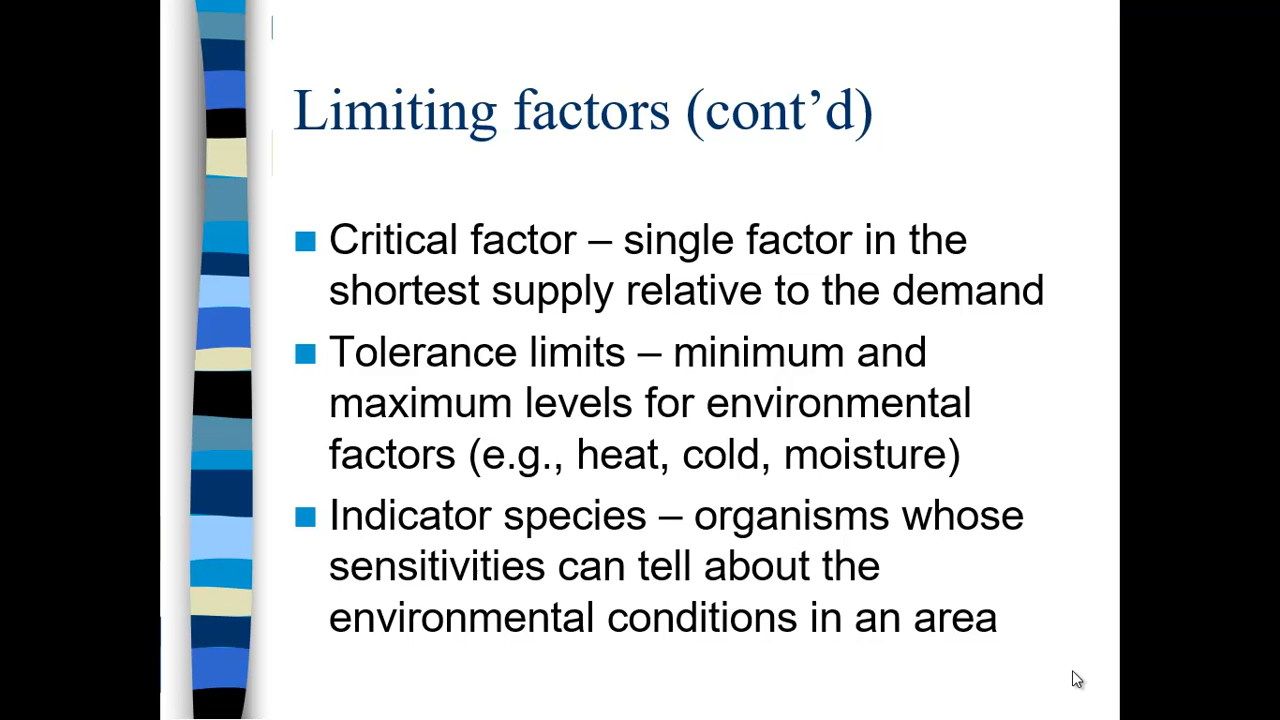 Limiting factors (cont’d)
Critical factor – single factor in the
shortest supply relative to the demand
Tolerance limits – minimum and
maximum levels for environmental
factors (e.g., heat, cold, moisture)
Indicator species – organisms whose
sensitivities can tell about the
environmental conditions in an area